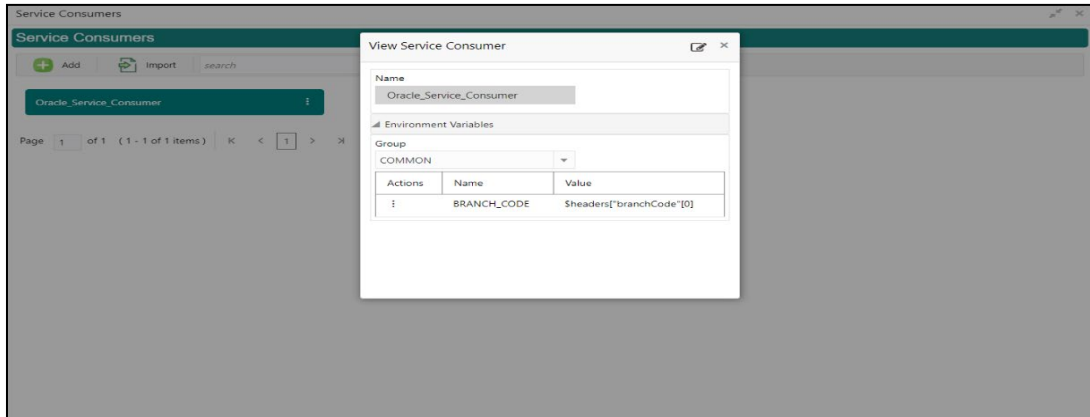 Service Consumers
Service Consumers
Add Import search
Oracle_Service_Consumer
Page 1 of 1 (1 - 1 of 1 items) K < 1 > >|
View Service Consumer
Name
Oracle_Service_Consumer
Environment Variables
Group
COMMON
Actions Name Value
BRANCH_CODE $headers["branchCode"[0]